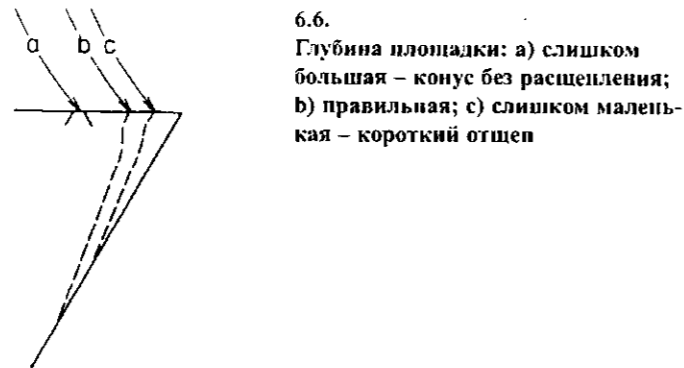 a b c
6.6.
Глубина площадки: а) слишком
большая – конус без расщепления;
b) правильная; c) слишком малень-
кая – короткий отщеп